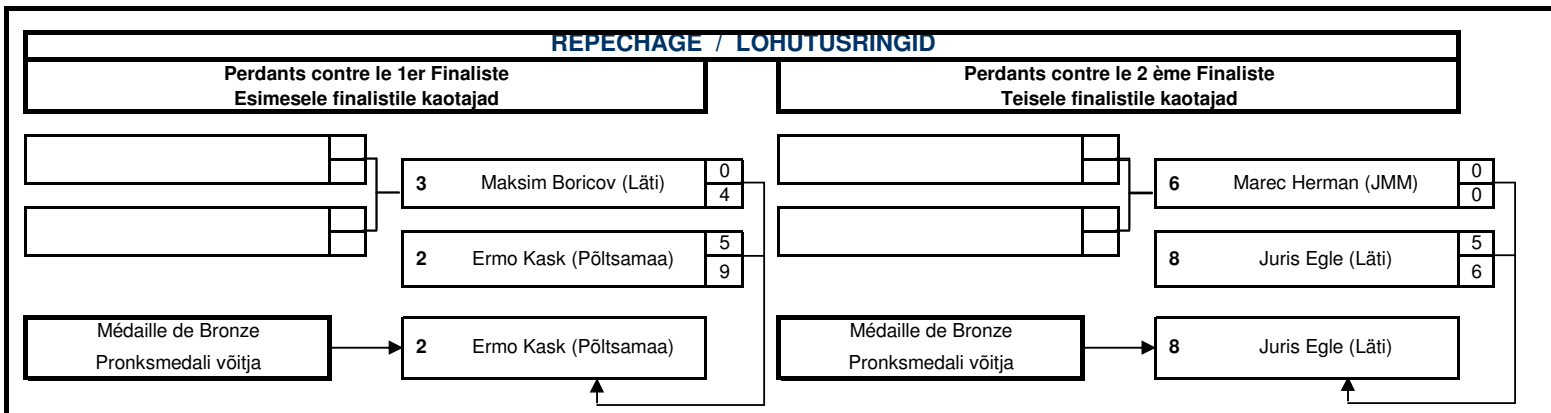 REPECHAGE / LOHUTUSRINGID
Perdants contre le 1er Finaliste
Esimesele finalistile kaotajad
Perdants contre le 2 ème Finaliste
Teisele finalistile kaotajad
3 Maksim Boricov (Läti) 0
4
6 Marec Herman (JMM) 0
0
2 Ermo Kask (Põltsamaa) 5
9
8 Juris Egle (Läti) 5
6
Médaille de Bronze
Pronksmedali võitja
2 Ermo Kask (Põltsamaa)
Médaille de Bronze
Pronksmedali võitja
8 Juris Egle (Läti)